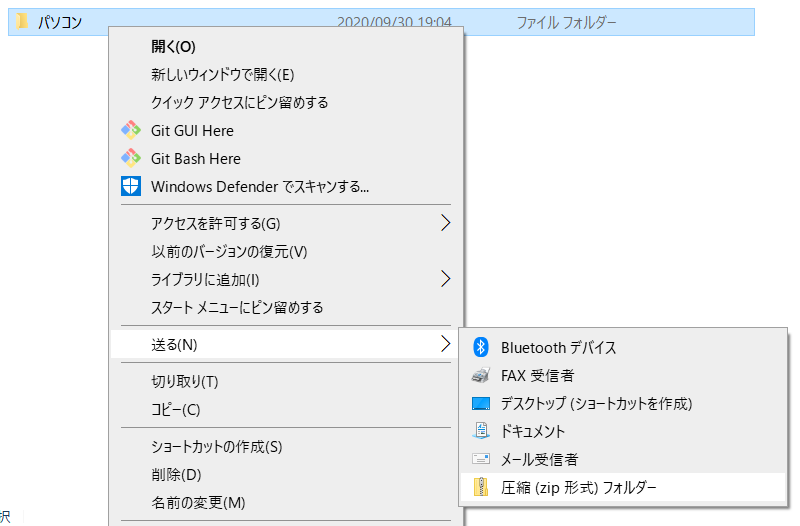 パソコン 2020/09/30 19:04 ファイル フォルダー
開く(O)
新しいウィンドウで開く(E)
クイック アクセスにピン留めする
Git GUI Here
Git Bash Here
Windows Defender でスキャンする...
アクセスを許可する(G)
以前のバージョンの復元(V)
ライブラリに追加(I)
スタート メニューにピン留めする
送る(N)
切り取り(T)
コピー(C)
ショートカットの作成(S)
削除(D)
名前の変更(M)
Bluetooth デバイス
FAX 受信者
デスクトップ (ショートカットを作成)
ドキュメント
メール受信者
圧縮 (zip 形式) フォルダー
択